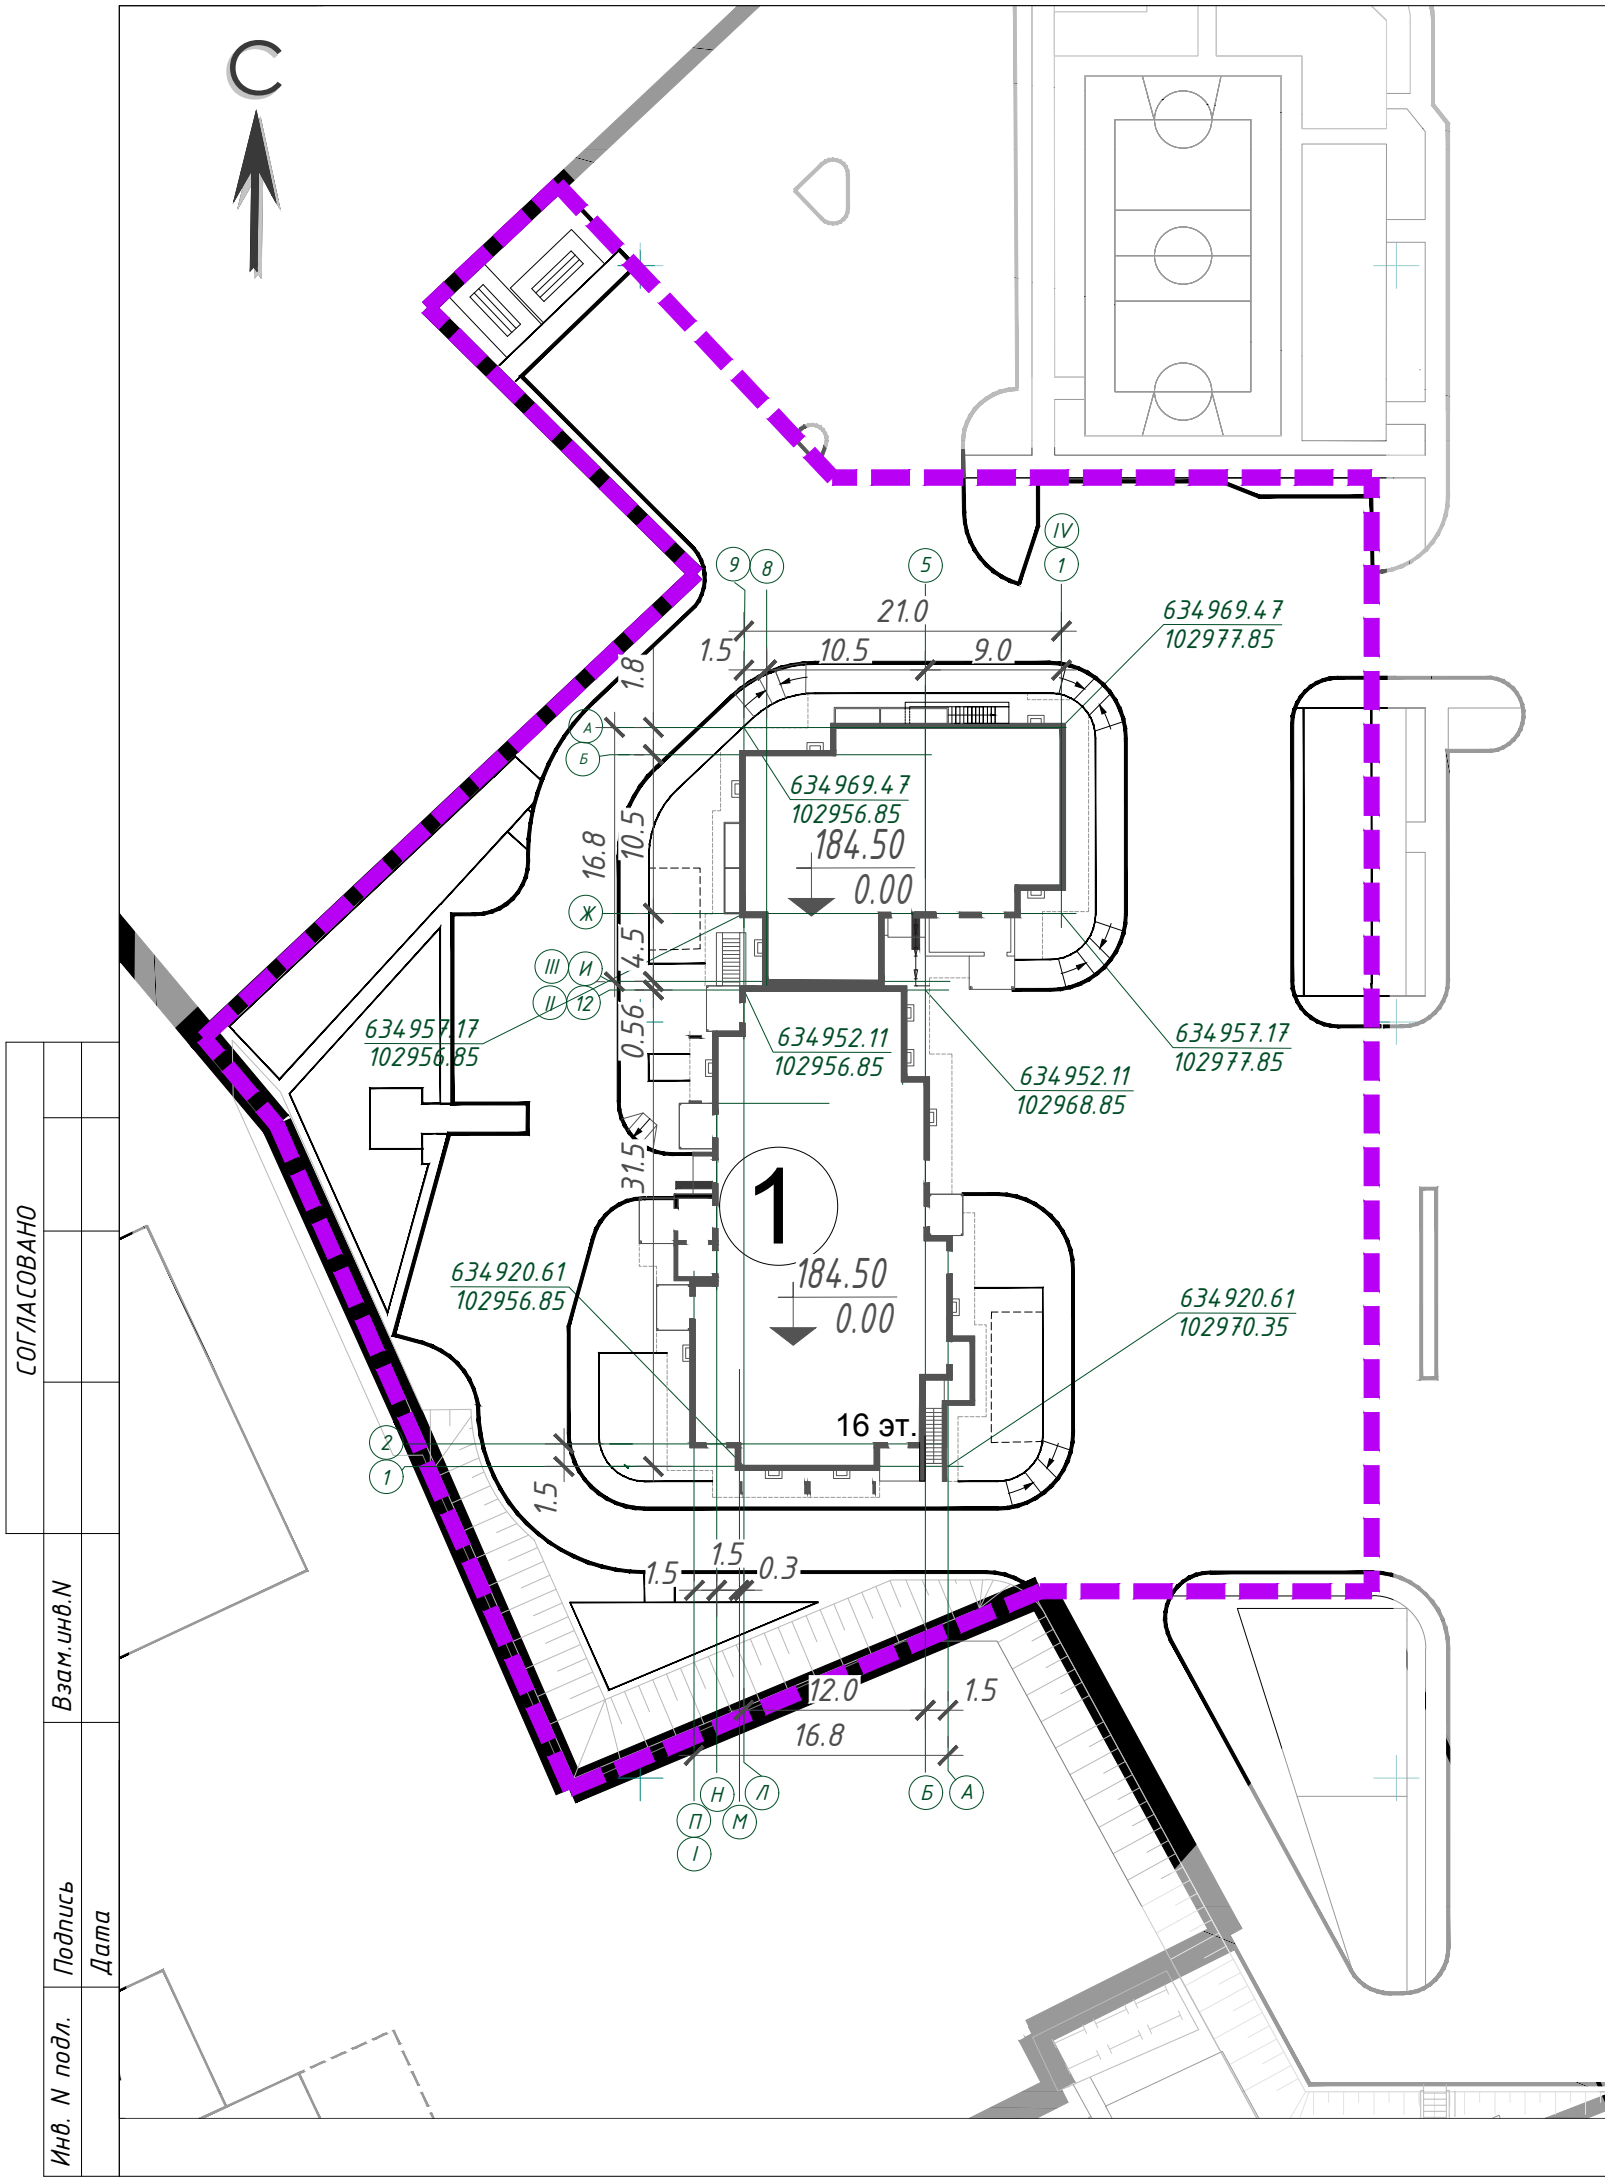 С
IV
9
8
5
1
21.0
634969.47
102977.85
1.5
10.5
9.0
1.8
А
Б
634969.47
102956.85
10.5
16.8
184.50
0.00
Ж
4.5
III
И
II
12
0.56
634957.17
102956.85
634952.11
102956.85
634957.17
102977.85
634952.11
102968.85
31.5
1
634920.61
102956.85
184.50
0.00
634920.61
102970.35
16 эт.
2
1
1.5
1.5
1.5
0.3
12.0
1.5
16.8
П
Н
М
Л
Б
А
I
СОГЛАСОВАНО
Взам.инв.N
Подпись
Дата
Инв. N подл.